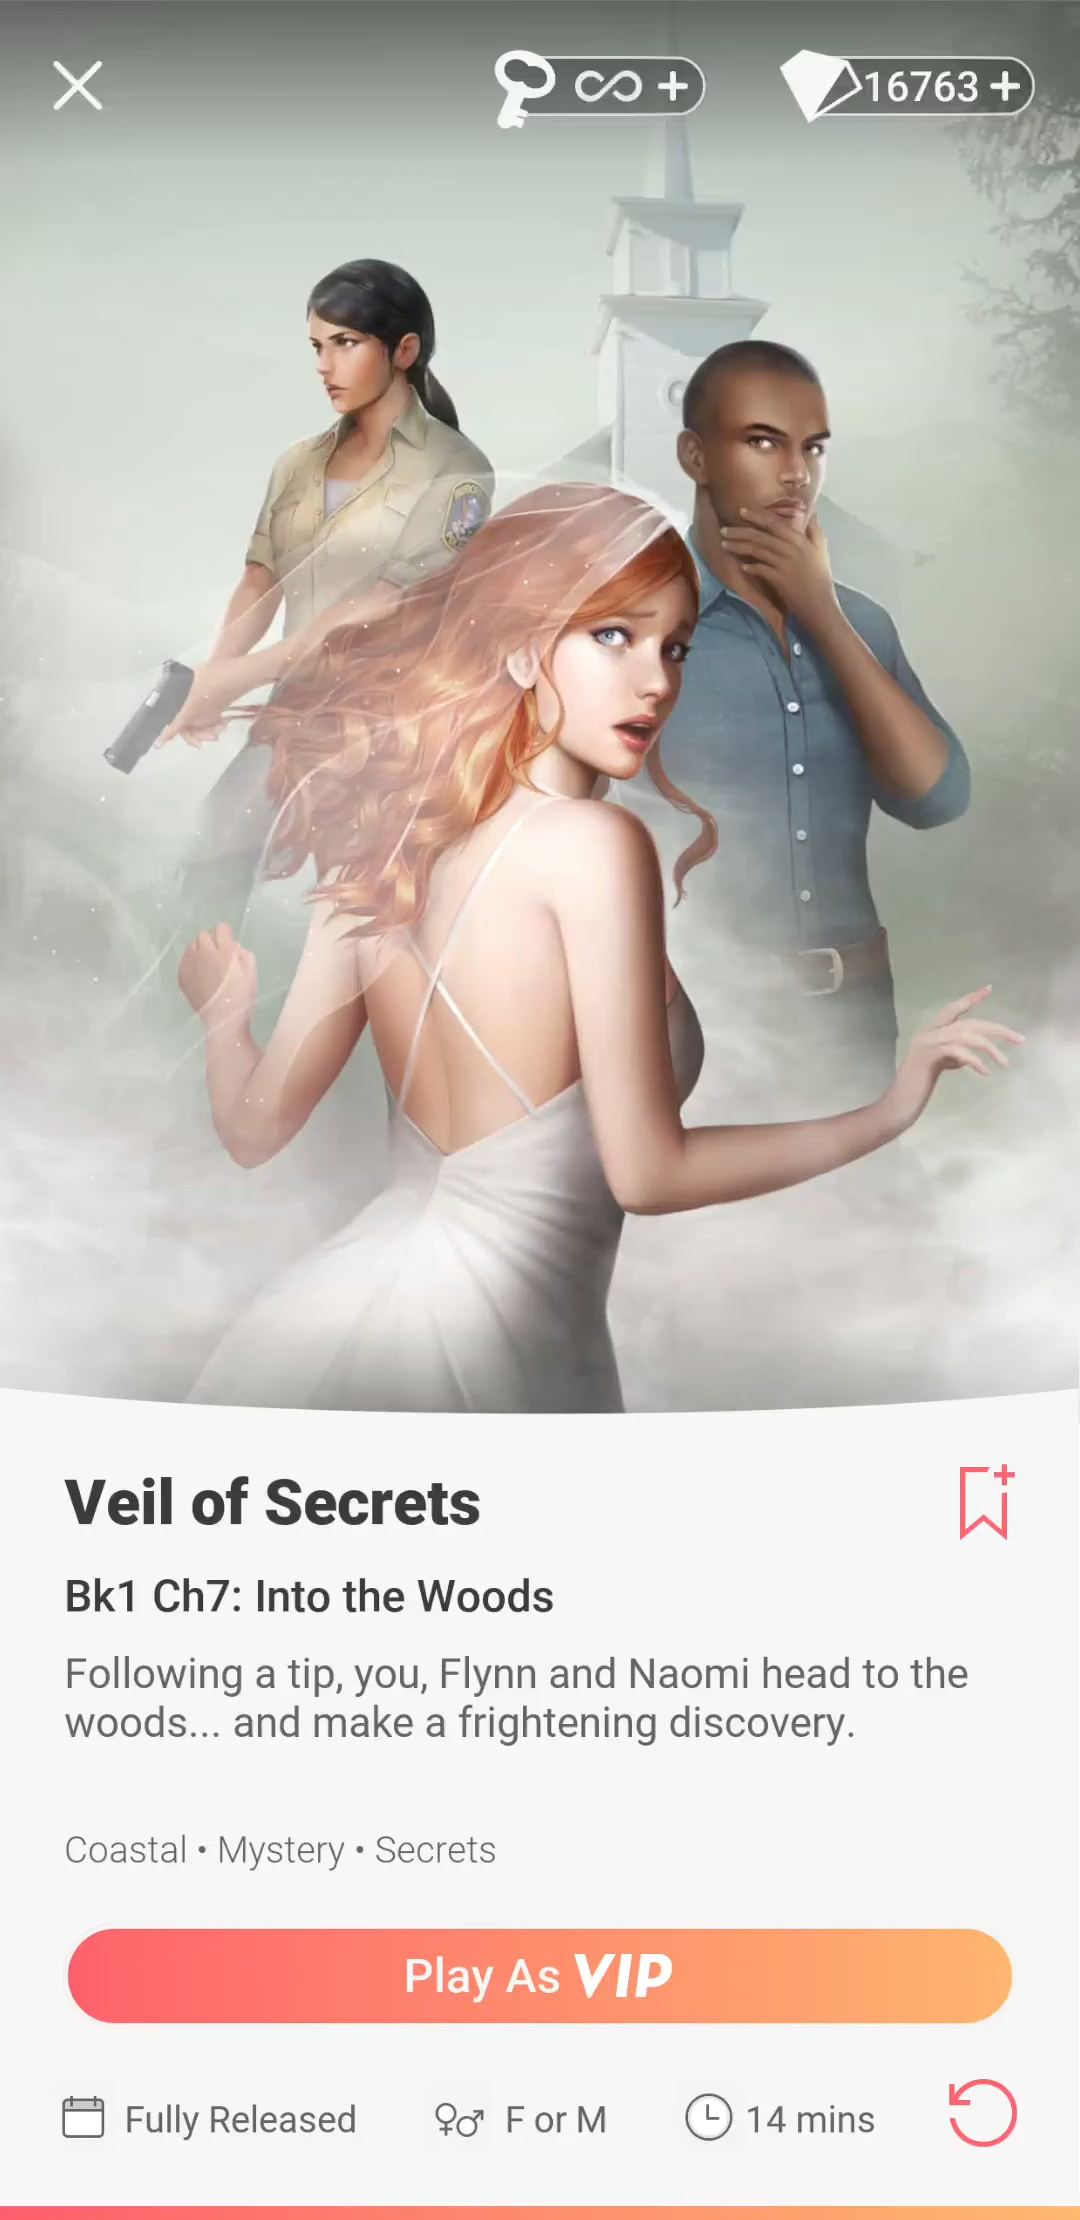 16763
Veil of Secrets
Bk1 Ch7: Into the Woods
Following a tip, you, Flynn and Naomi head to the
woods... and make a frightening discovery.
Coastal • Mystery • Secrets
Play As VIP
Fully Released
F or M
14 mins